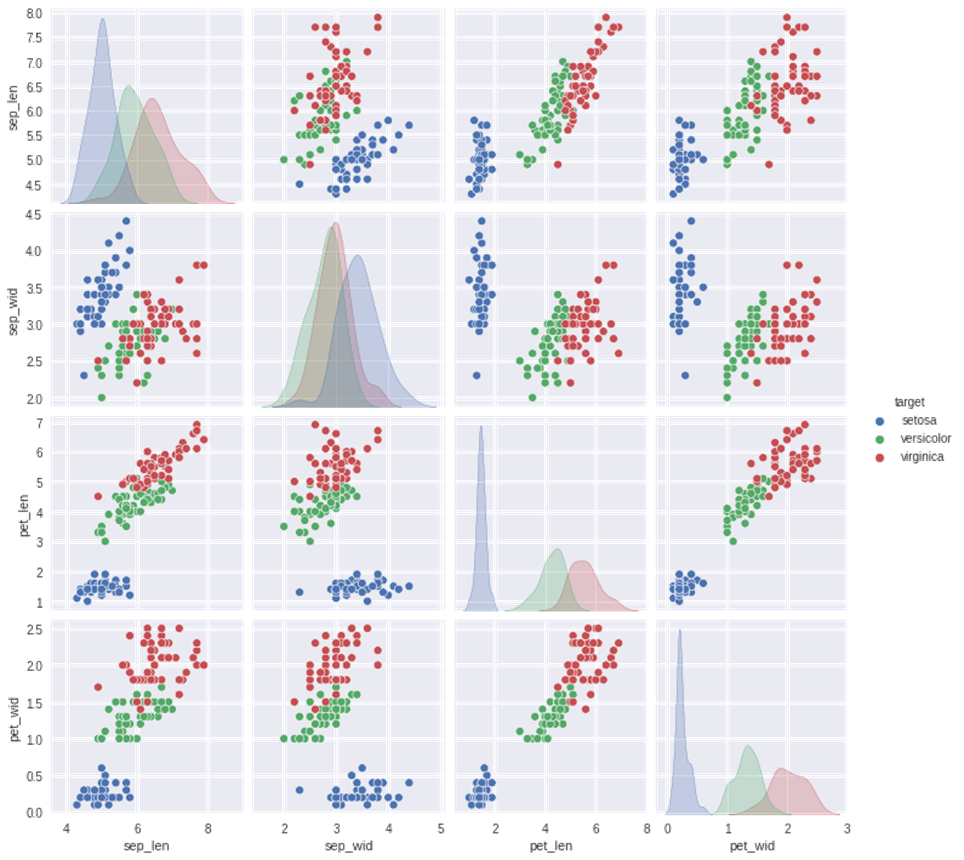 8.0
7.5
7.0
6.5
6.0
5.5
5.0
4.5
sep_len
4.5
4.0
3.5
3.0
2.5
2.0
sep_wid
7
6
5
4
3
2
1
pet_len
2.5
2.0
1.5
1.0
0.5
0.0
pet_wid
4 6 8
sep_len
2 3 4 5
sep_wid
2 4 6 8
pet_len
0 1 2 3
pet_wid
target
setosa
versicolor
virginica